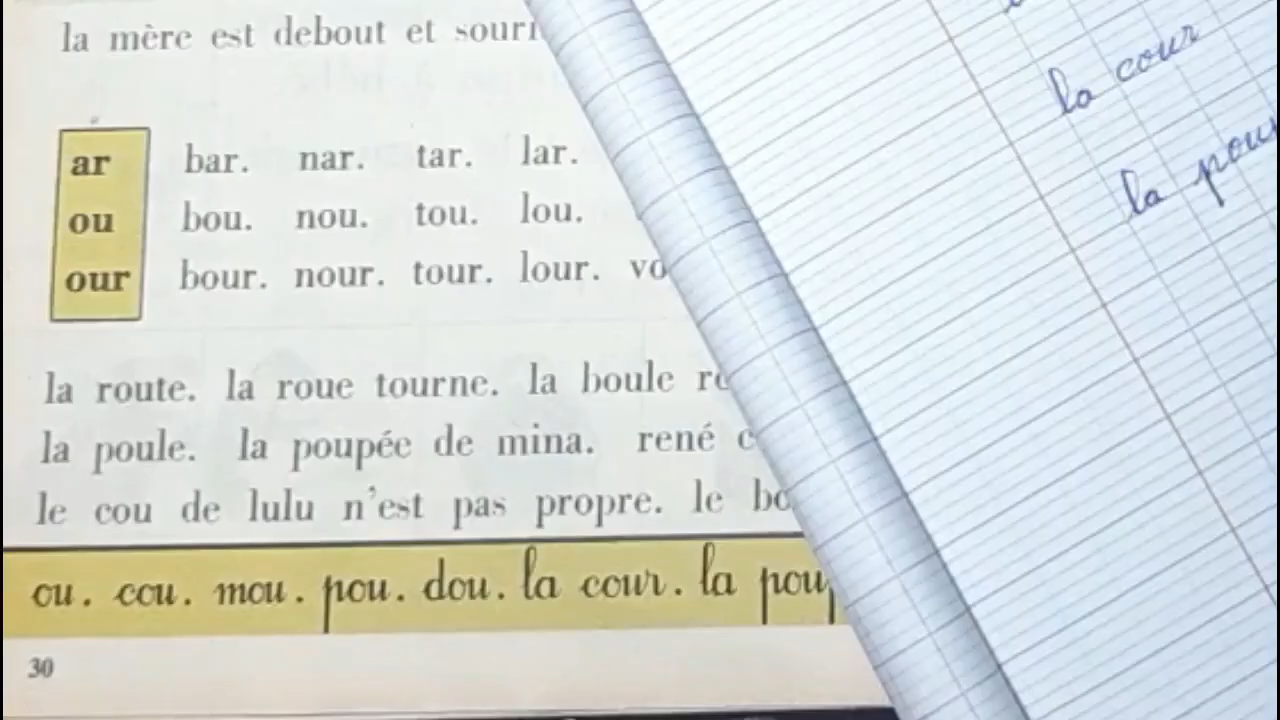 la mère est debout et
ar bar. nar. tar. lar.
ou bou. nou. tou. lou.
our bour. nour. tour. lour.
la route. la roue tourne. la boule
la poule. la poupée de mina. rené
le cou de lulu n'est pas propre. le
ou. cou. mou. pou. dou. la cour. la
30
la cour
la